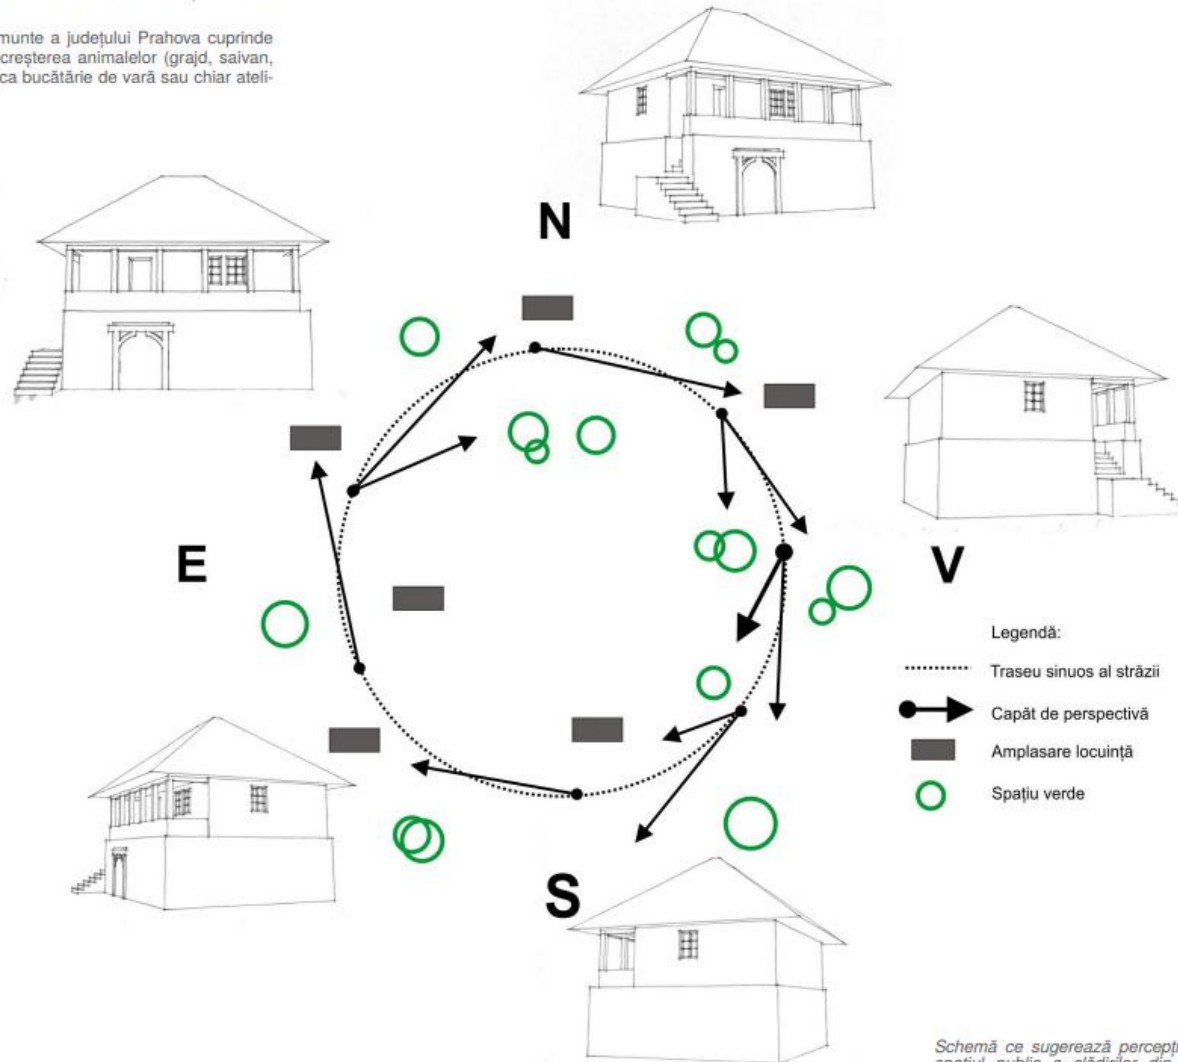 munte a județului Prahova cuprinde
creșterea animalelor (grajd, saivan,
ca bucătărie de vară sau chiar ateli-
N
E
V
S
Legendă:
Traseu sinuos al străzii
Capăt de perspectivă
Amplasare locuință
Spațiu verde
Schemă ce sugerează